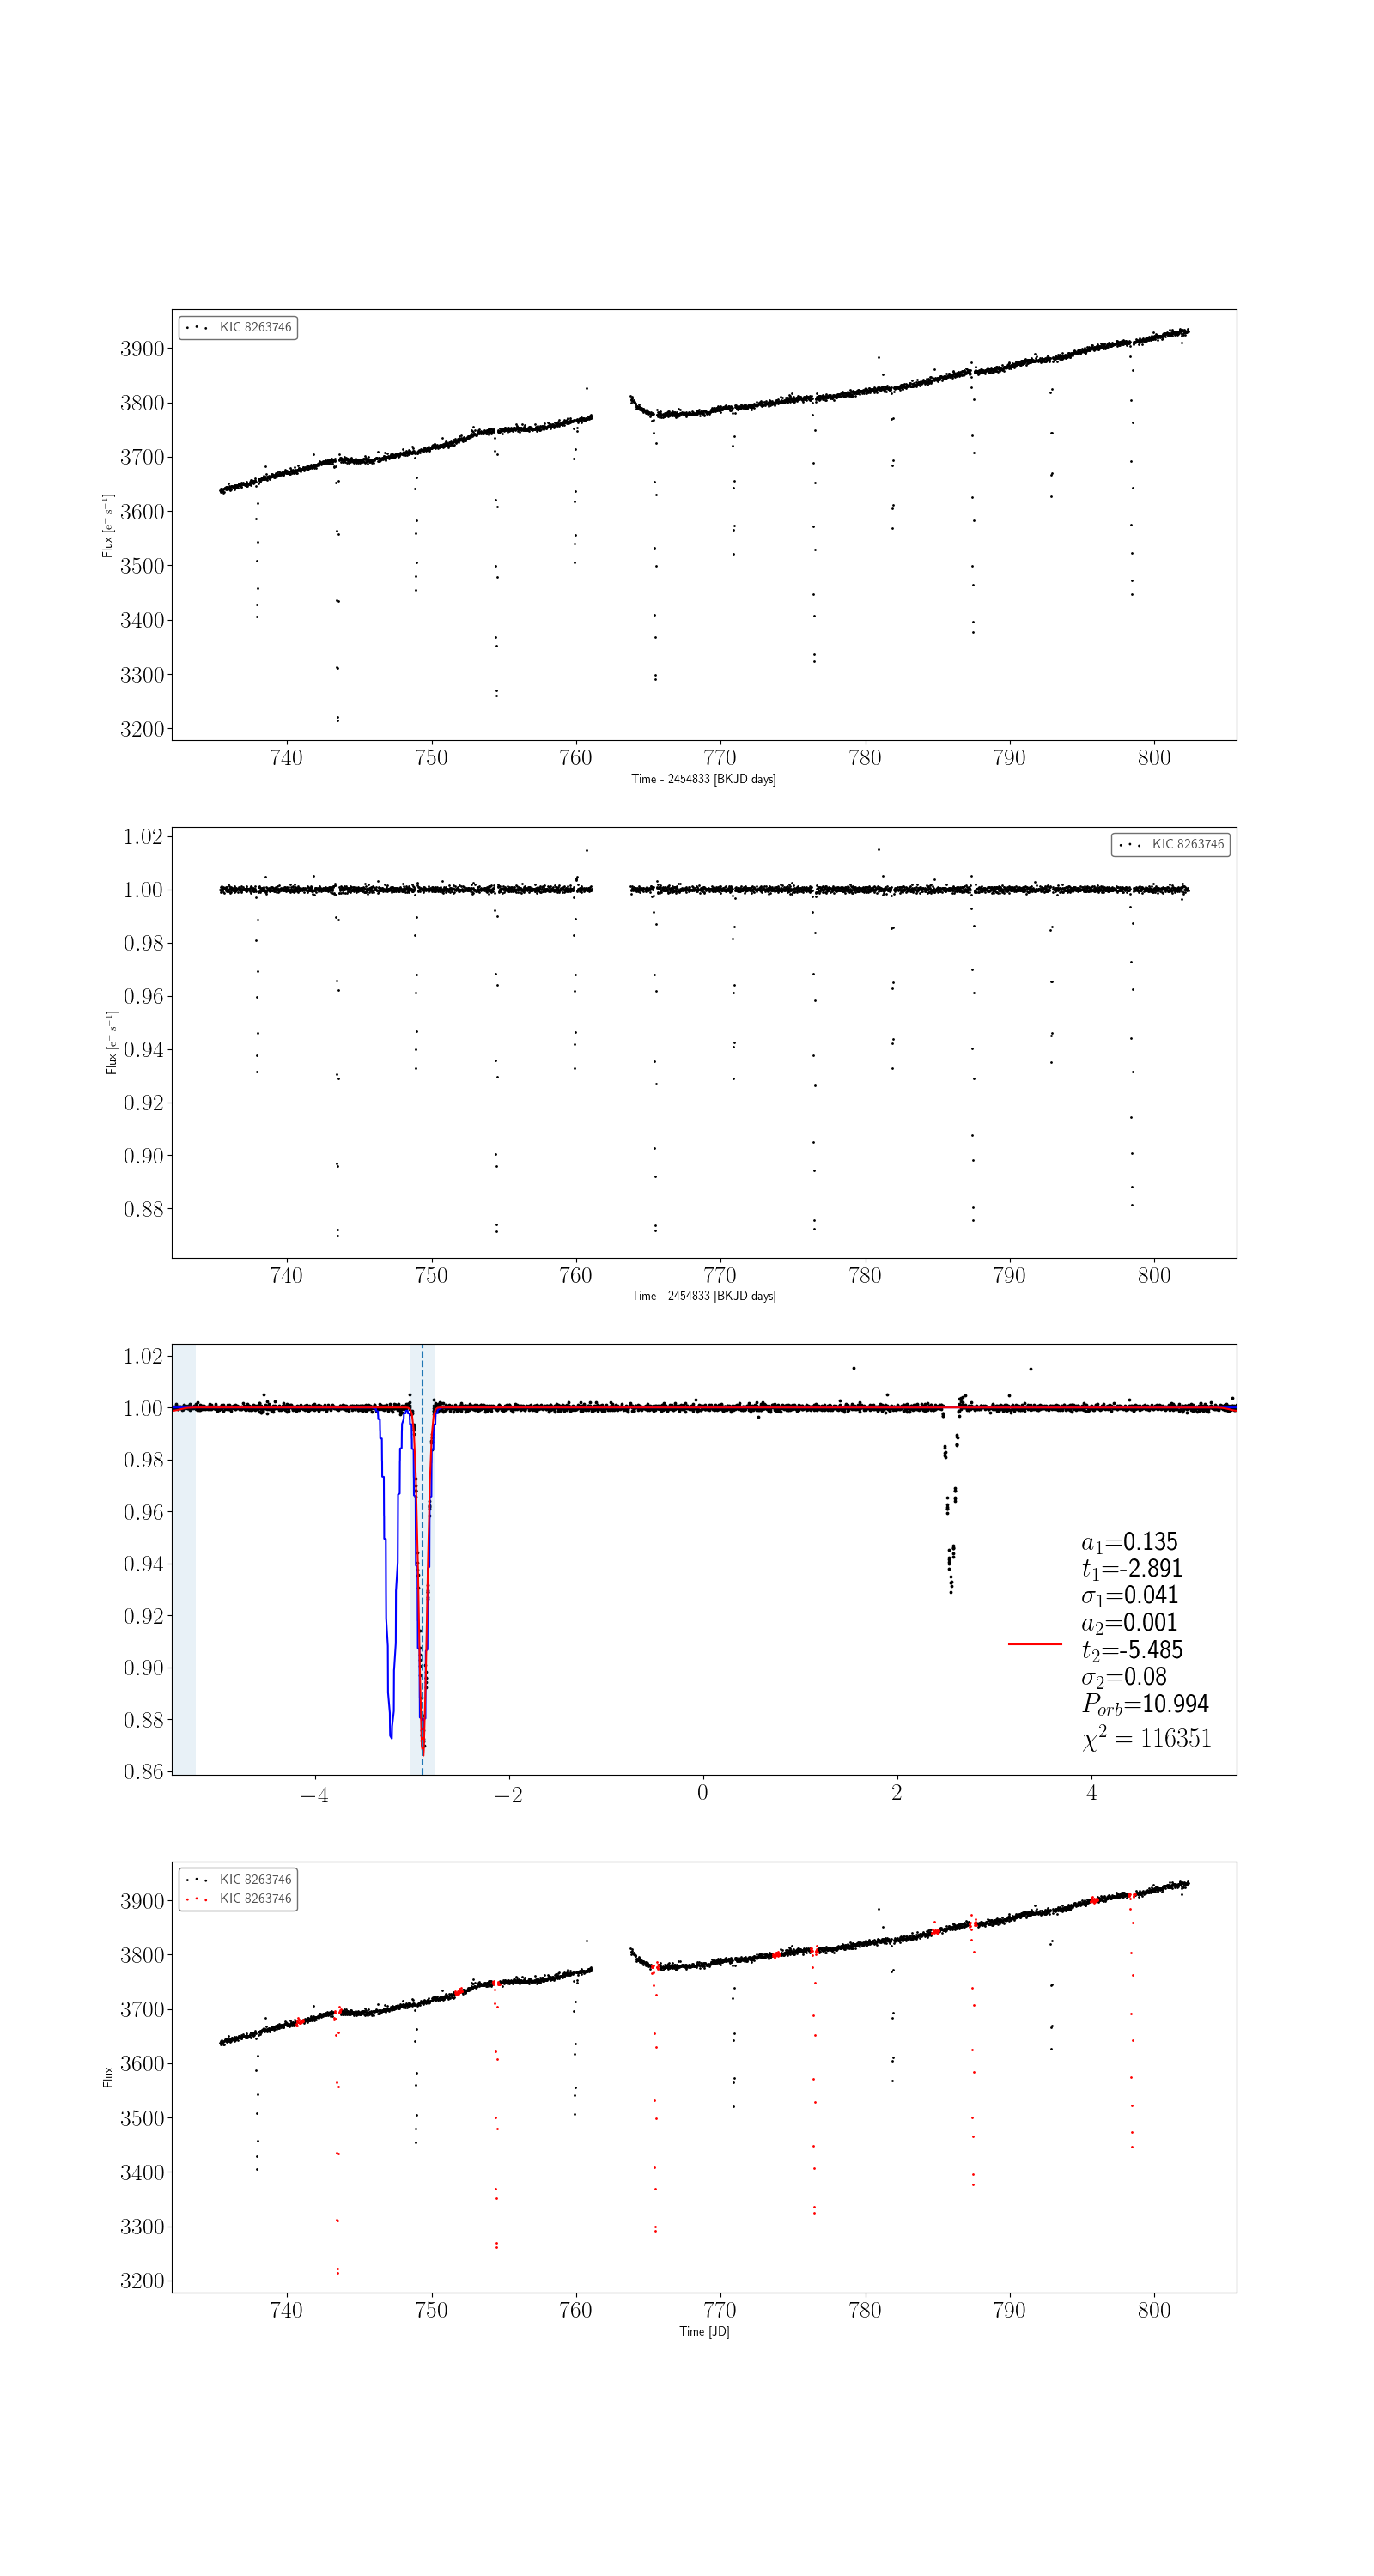 KIC 8263746
3900
3800
3700
3600
3500
3400
3300
3200
Flux [e⁻ s⁻¹]
740 750 760 770 780 790 800
Time - 2454833 [BKJD days]
KIC 8263746
1.02
1.00
0.98
0.96
0.94
0.92
0.90
0.88
Flux [e⁻ s⁻¹]
740 750 760 770 780 790 800
Time - 2454833 [BKJD days]
1.02
1.00
0.98
0.96
0.94
0.92
0.90
0.88
0.86
a₁=0.135
t₁=-2.891
σ₁=0.041
a₂=0.001
t₂=-5.485
σ₂=0.08
P_orb=10.994
χ² = 116351
−4 −2 0 2 4
KIC 8263746
KIC 8263746
3900
3800
3700
3600
3500
3400
3300
3200
Flux
740 750 760 770 780 790 800
Time [JD]